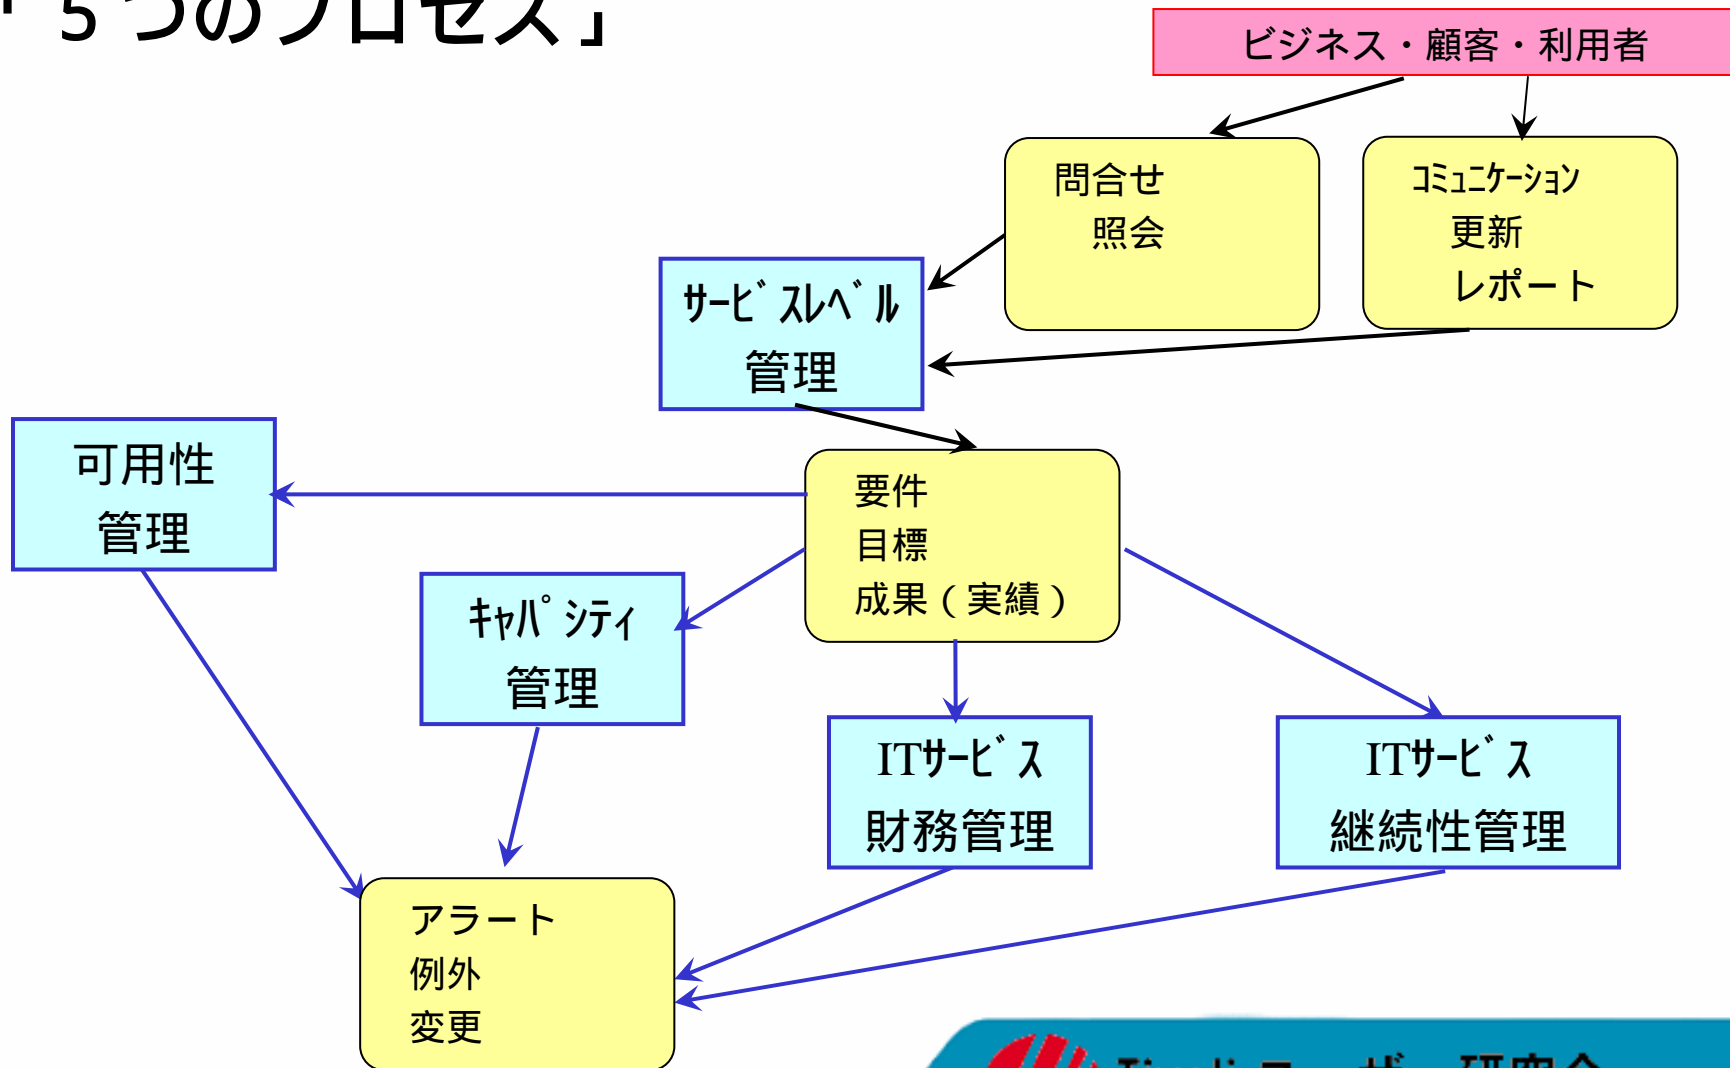 「５つのプロセス」
ビジネス・顧客・利用者
問合せ
照会
ｺﾐｭﾆｹｰｼｮﾝ
更新
レポート
ｻｰﾋﾞｽﾚﾍﾞﾙ
管理
可用性
管理
要件
目標
成果（実績）
ｷｬﾊﾟｼﾃｨ
管理
ITｻｰﾋﾞｽ
財務管理
ITｻｰﾋﾞｽ
継続性管理
アラート
例外
変更